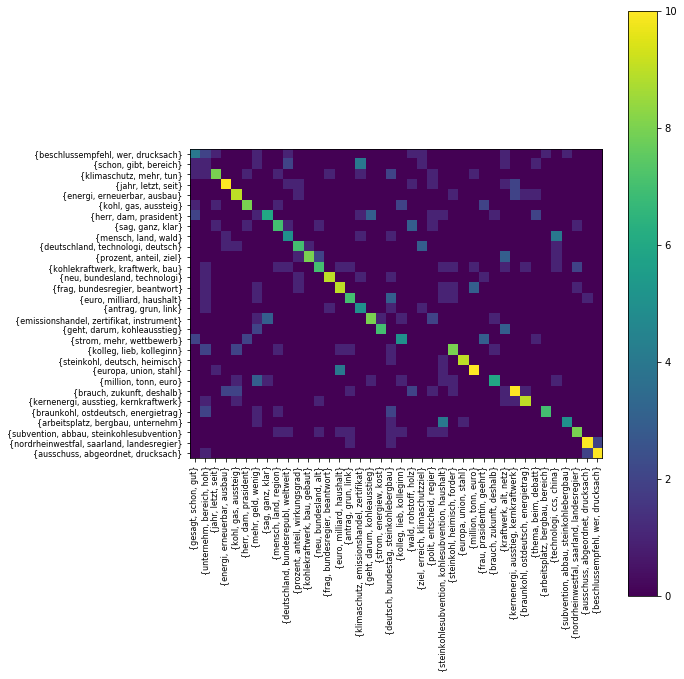 {beschlussempfehl, wer, drucksach}
{schon, gibt, bereich}
{klimaschutz, mehr, tun}
{jahr, letzt, seit}
{energi, erneuerbar, ausbau}
{kohl, gas, aussteig}
{herr, dam, prasident}
{mehr, geld, wenig}
{sag, ganz, klar}
{mensch, land, wald}
{deutschland, technologi, deutsch}
{prozent, anteil, ziel}
{kohlekraftwerk, kraftwerk, bau}
{neu, bundesland, technologi}
{frag, bundesregier, beantwort}
{euro, milliard, haushalt}
{antrag, grun, link}
{emissionshandel, zertifikat, instrument}
{geht, darum, kohleausstieg}
{strom, mehr, wettbewerb}
{kolleg, lieb, kolleginn}
{steinkohl, deutsch, heimisch}
{europa, union, stahl}
{million, tonn, euro}
{brauch, zukunft, deshalb}
{kernenergi, ausstieg, kernkraftwerk}
{braunkohl, ostdeutsch, energietrag}
{arbeitsplatz, bergbau, unternehm}
{subvention, abbau, steinkohlesubvention}
{nordrheinwestfal, saarland, landesregier}
{ausschuss, abgeordnet, drucksach}
{gesagt, schon, gut}
{unternehm, bereich, hoh}
{jahr, letzt, seit}
{energi, erneuerbar, ausbau}
{kohl, gas, aussteig}
{herr, dam, prasident}
{mehr, geld, wenig}
{sag, ganz, klar}
{mensch, land, region}
{deutschland, bundesrepubl, weltweit}
{prozent, anteil, wirkungsgrad}
{kohlekraftwerk, bau, gebaut}
{neu, bundesland, alt}
{frag, bundesregier, beantwort}
{euro, milliard, haushalt}
{antrag, grun, link}
{klimaschutz, emissionshandel, zertifikat}
{geht, darum, kohleausstieg}
{strom, energiew, kost}
{deutsch, bundestag, steinkohlebergbau}
{kolleg, lieb, kolleginn}
{wald, rohstoff, holz}
{ziel, erreich, klimaschutzziel}
{polit, entscheid, regier}
{steinkohlesubvention, kohlesubvention, haushalt}
{steinkohl, heimisch, forder}
{europa, union, stahl}
{million, tonn, euro}
{frau, prasidentin, geehrt}
{brauch, zukunft, deshalb}
{kraftwerk, alt, netz}
{kernenergi, ausstieg, kernkraftwerk}
{braunkohl, ostdeutsch, energietrag}
{thema, beim, gebatt}
{arbeitsplatz, bergbau, bereich}
{technologi, ccs, china}
{subvention, abbau, steinkohlebergbau}
{nordrheinwestfal, saarland, landesregier}
{ausschuss, abgeordnet, drucksach}
{beschlussempfehl, wer, drucksach}
10
8
6
4
2
0